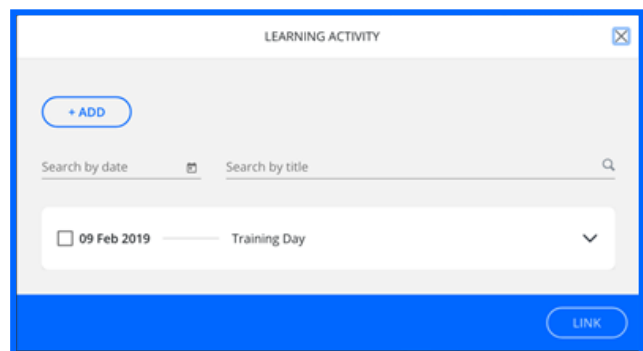 LEARNING ACTIVITY
+ ADD
Search by date Search by title
09 Feb 2019 Training Day
LINK